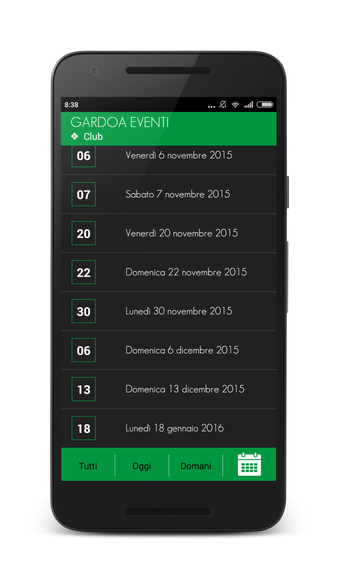 8:38
GARDOA EVENTI
❖ Club
06 Venerdì 6 novembre 2015
07 Sabato 7 novembre 2015
20 Venerdì 20 novembre 2015
22 Domenica 22 novembre 2015
30 Lunedì 30 novembre 2015
06 Domenica 6 dicembre 2015
13 Domenica 13 dicembre 2015
18 Lunedì 18 gennaio 2016
Tutti Oggi Domani